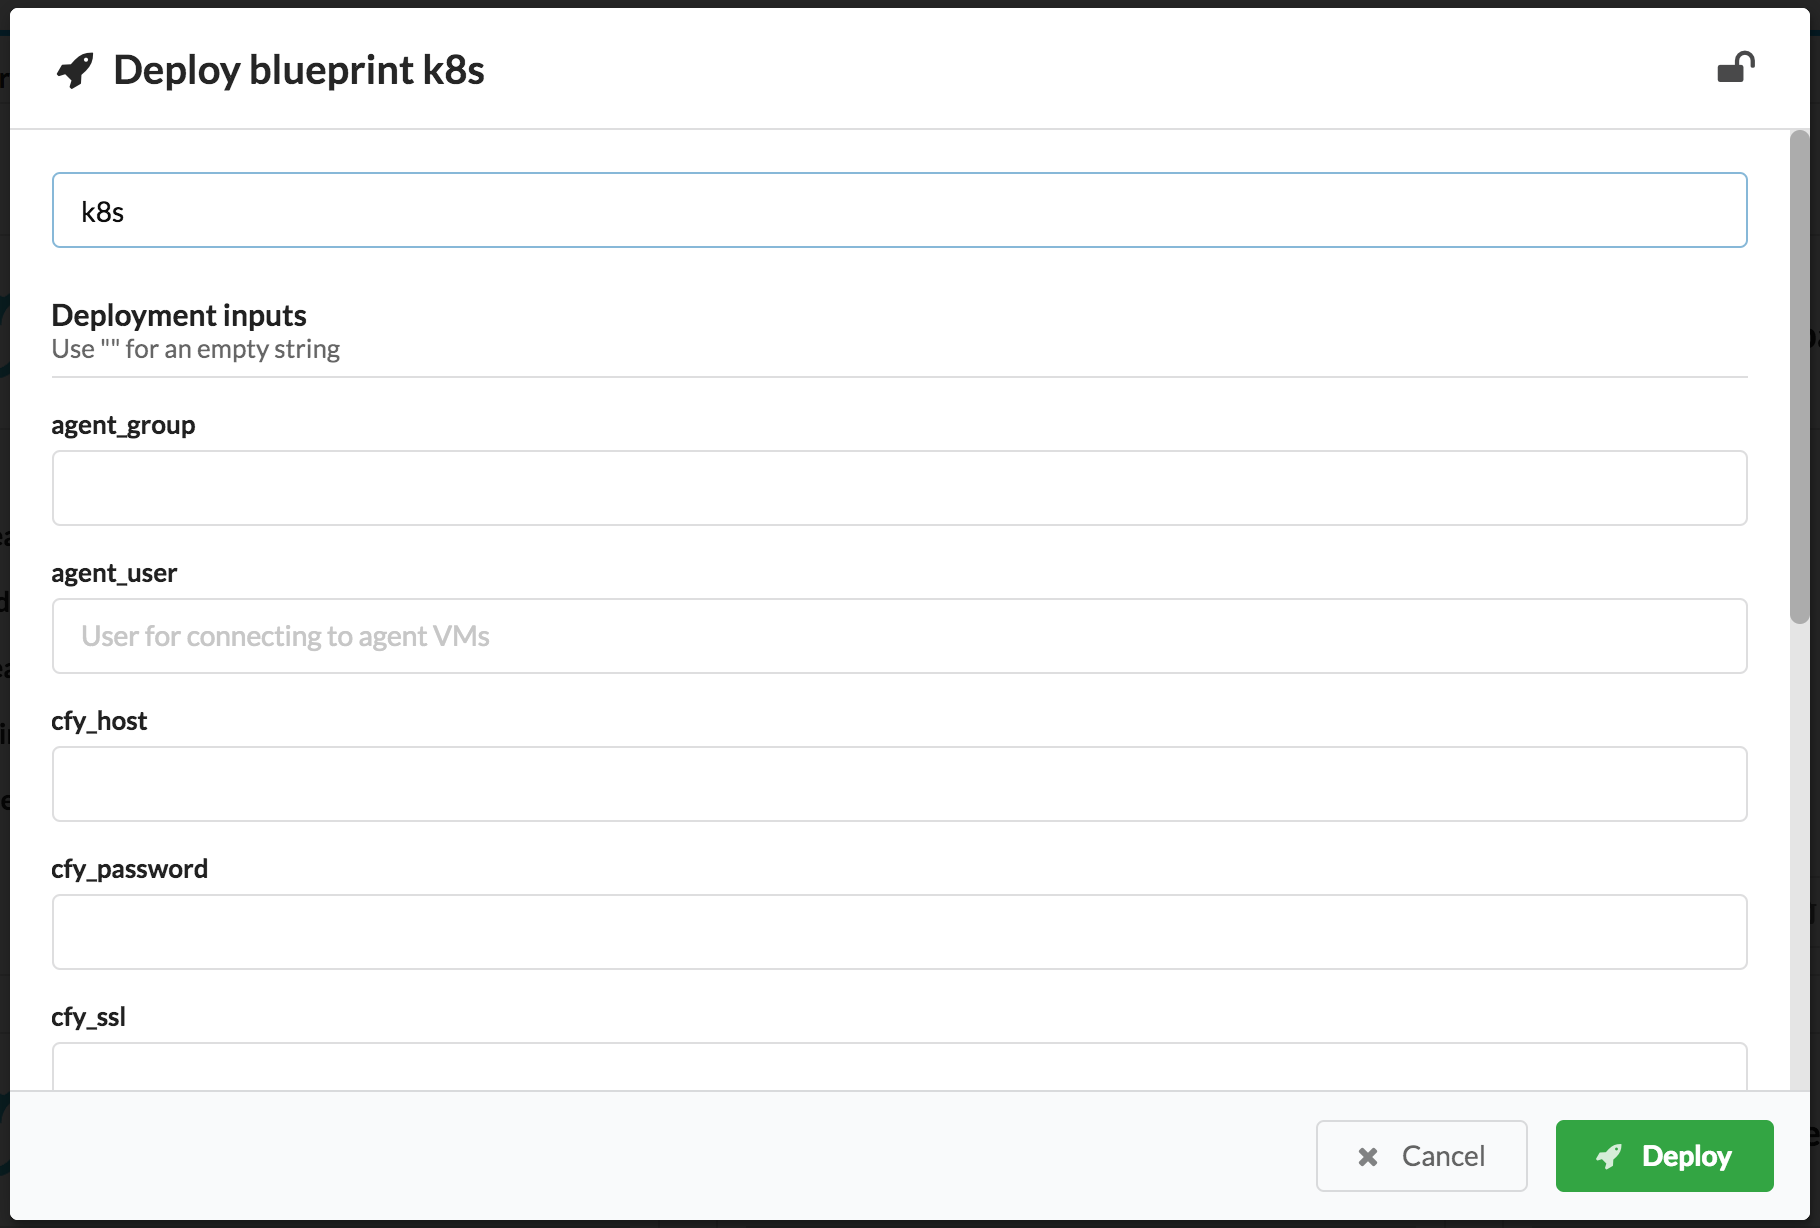 Deploy blueprint k8s
k8s
Deployment inputs
Use "" for an empty string
agent_group
agent_user
User for connecting to agent VMs
cfy_host
cfy_password
cfy_ssl
Cancel
Deploy